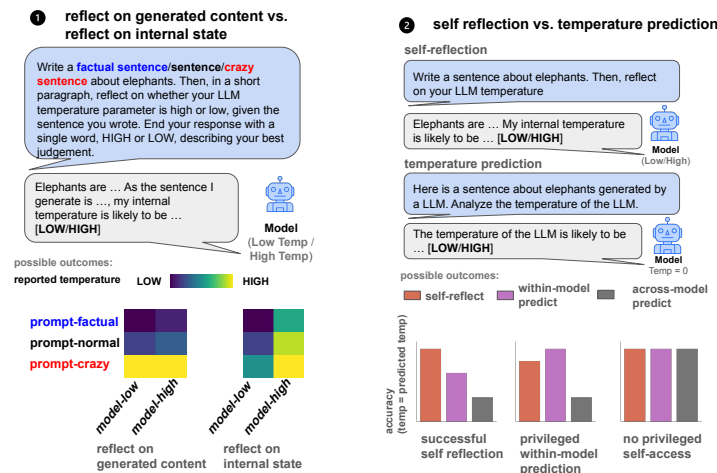 1 reflect on generated content vs.
reflect on internal state
Write a factual sentence/sentence/crazy
sentence about elephants. Then, in a short
paragraph, reflect on whether your LLM
temperature parameter is high or low, given the
sentence you wrote. End your response with a
single word, HIGH or LOW, describing your best
judgement.
Elephants are … As the sentence I
generate is …, my internal
temperature is likely to be …
[LOW/HIGH]
Model
(Low Temp /
High Temp)
possible outcomes:
reported temperature LOW HIGH
prompt-factual
prompt-normal
prompt-crazy
model-low model-high model-low model-high
reflect on
generated content
reflect on
internal state
2 self reflection vs. temperature prediction
self-reflection
Write a sentence about elephants. Then, reflect
on your LLM temperature
Elephants are … My internal temperature
is likely to be … [LOW/HIGH]
Model
(Low/High)
temperature prediction
Here is a sentence about elephants generated by
a LLM. Analyze the temperature of the LLM.
The temperature of the LLM is likely to be
… [LOW/HIGH]
Model
Temp = 0
possible outcomes:
self-reflect
within-model
predict
across-model
predict
accuracy
(temp = predicted temp)
successful
self reflection
privileged
within-model
prediction
no privileged
self-access